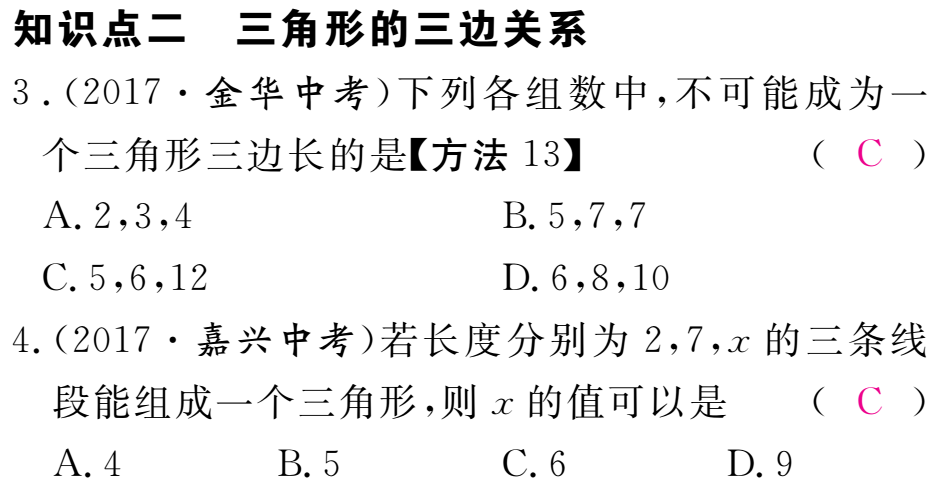 知识点二 三角形的三边关系
3.(2017·金华中考)下列各组数中,不可能成为一
个三角形三边长的是【方法 13】 ( C )
A. 2,3,4 B. 5,7,7
C. 5,6,12 D. 6,8,10
4.(2017·嘉兴中考)若长度分别为 2,7,x 的三条线
段能组成一个三角形,则 x 的值可以是 ( C )
A. 4 B. 5 C. 6 D. 9